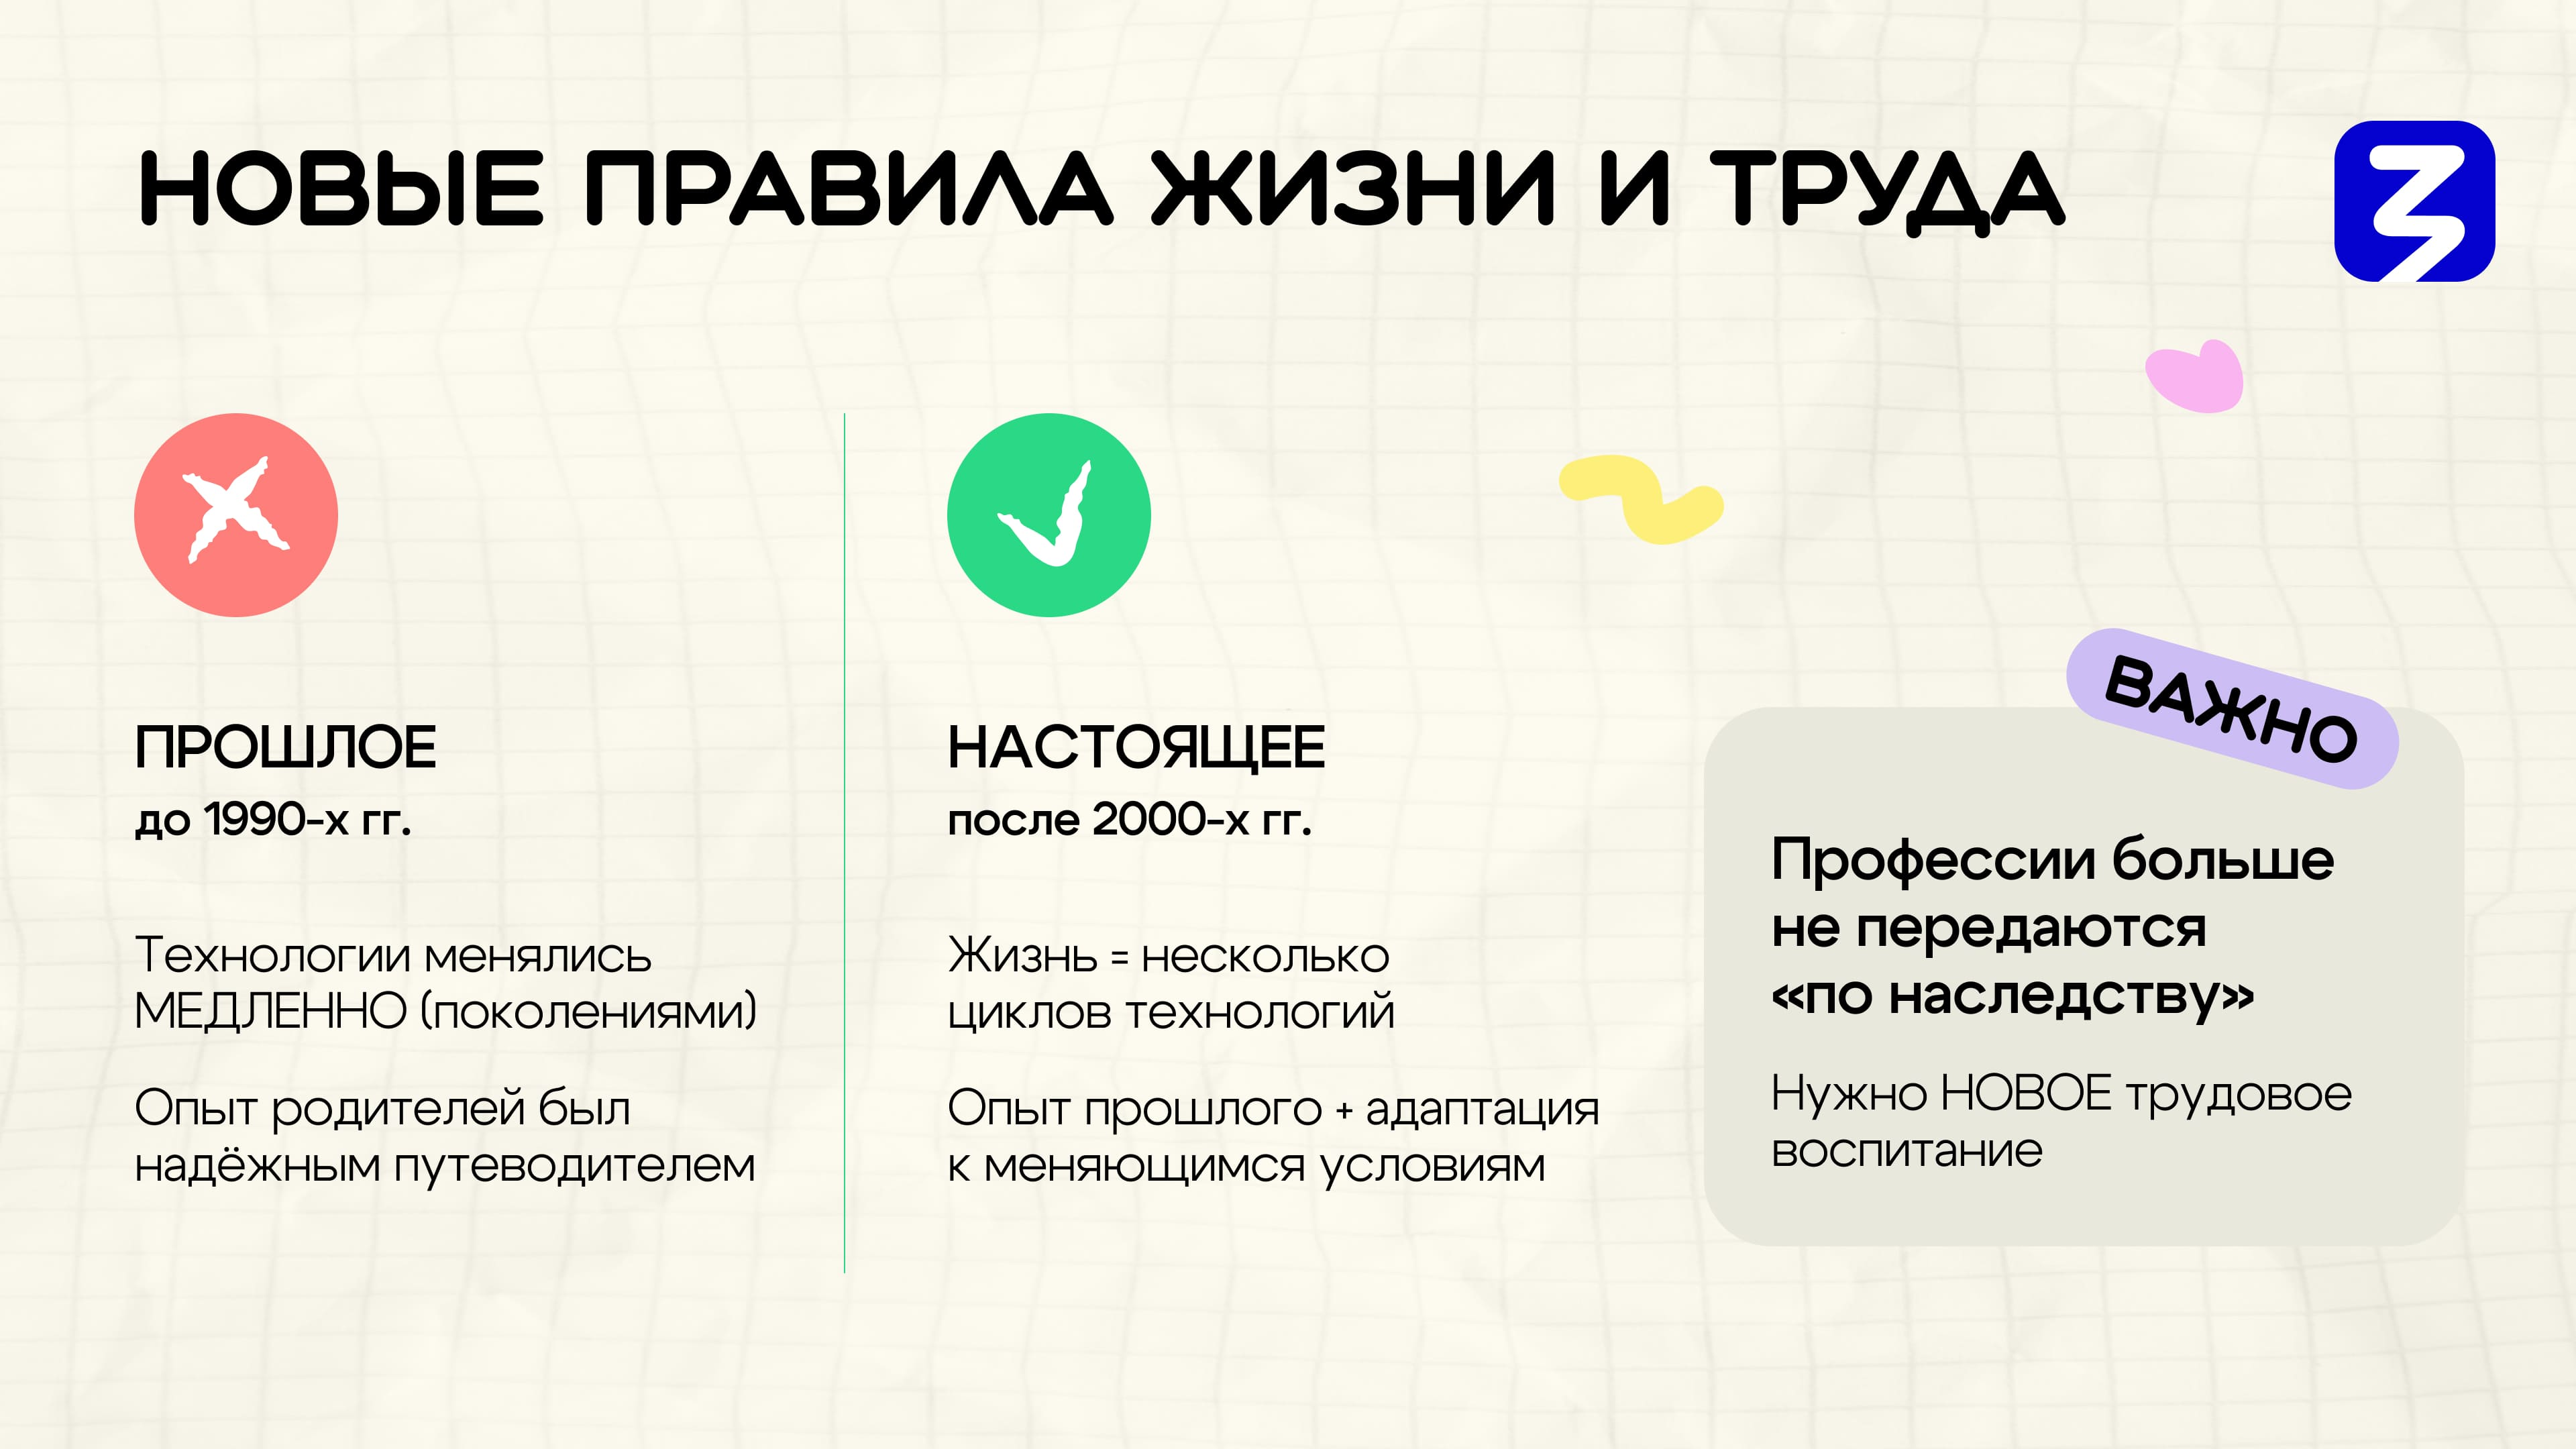 НОВЫЕ ПРАВИЛА ЖИЗНИ И ТРУДА
ПРОШЛОЕ
до 1990-х гг.
Технологии менялись
МЕДЛЕННО (поколениями)
Опыт родителей был
надёжным путеводителем
НАСТОЯЩЕЕ
после 2000-х гг.
Жизнь = несколько
циклов технологий
Опыт прошлого + адаптация
к меняющимся условиям
ВАЖНО
Профессии больше
не передаются
«по наследству»
Нужно НОВОЕ трудовое
воспитание